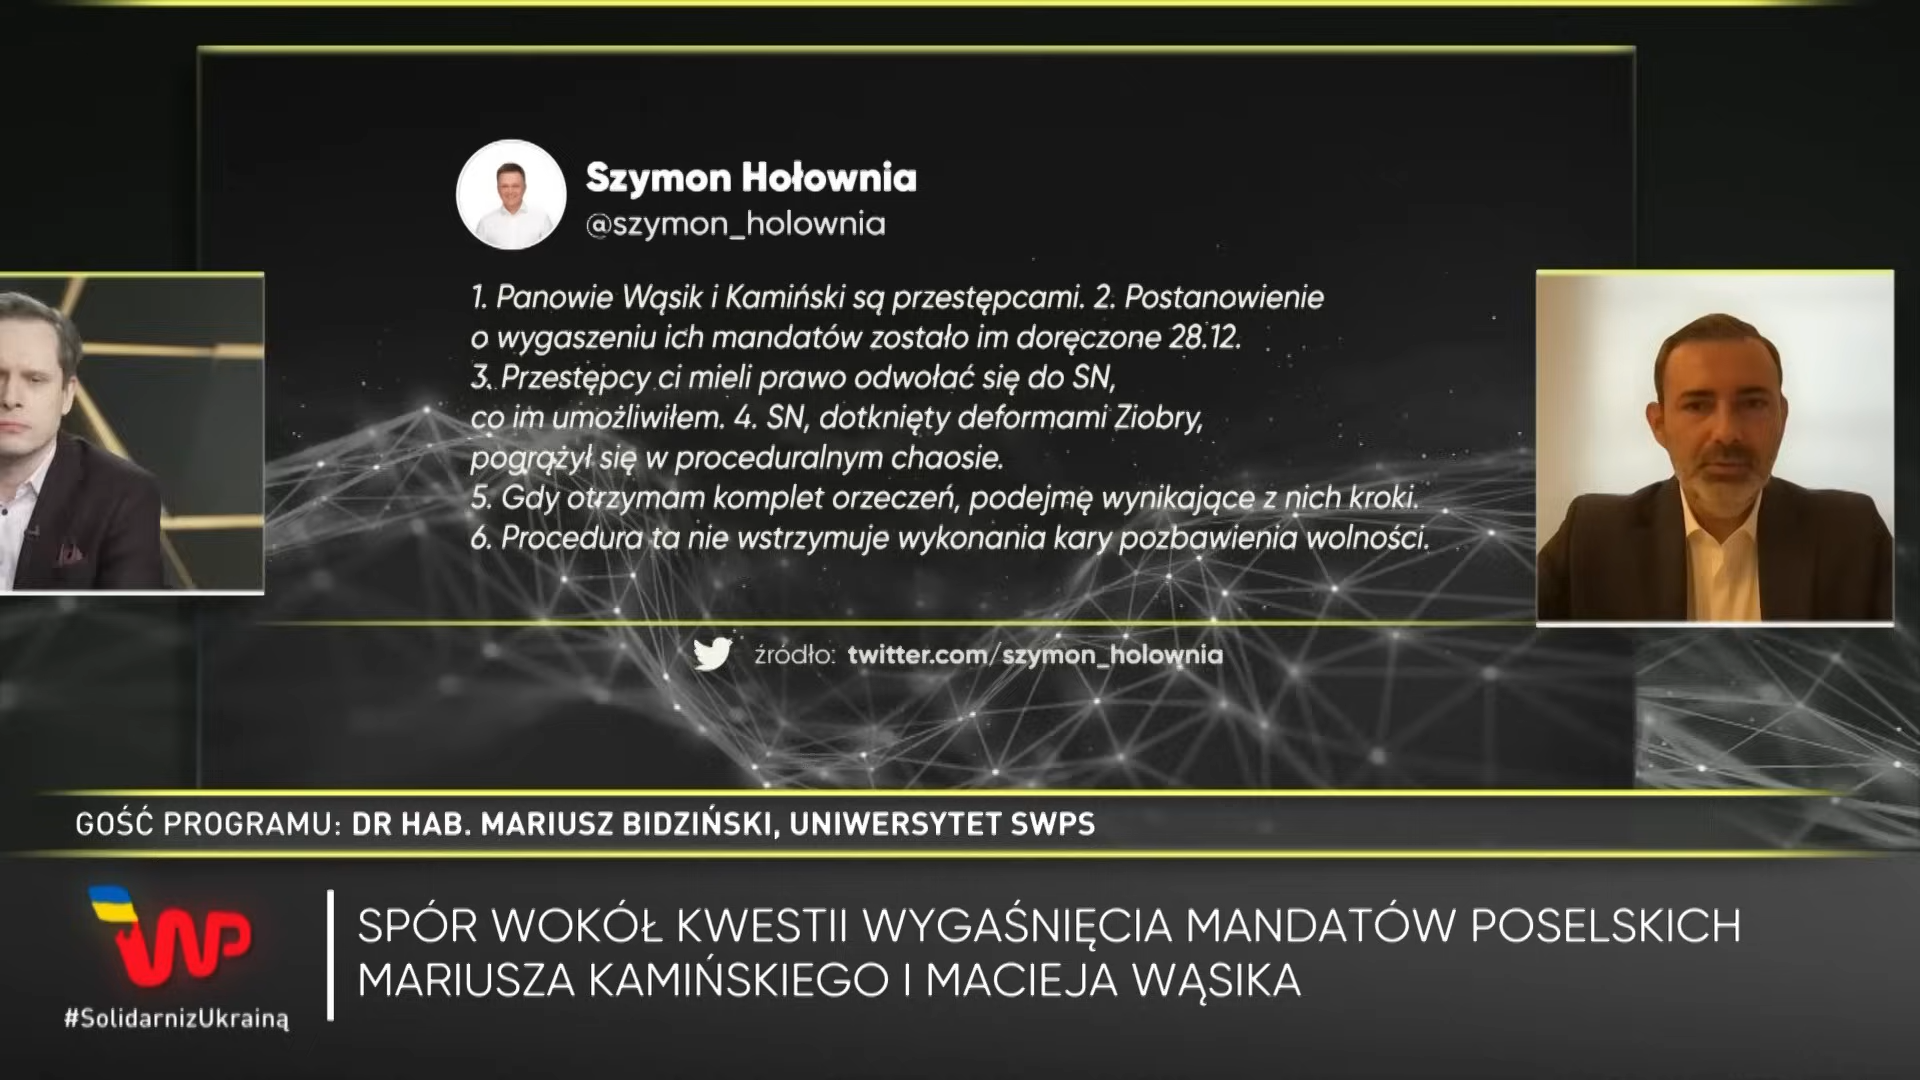 Szymon Hołownia
@szymon_holownia
1. Panowie Wąsik i Kamiński są przestępcami. 2. Postanowienie
o wygaszeniu ich mandatów zostało im doręczone 28.12.
3. Przestępcy ci mieli prawo odwołać się do SN,
co im umożliwiłem. 4. SN, dotknięty deformami Ziobry,
pogrążył się w proceduralnym chaosie.
5. Gdy otrzymam komplet orzeczeń, podejmę wynikające z nich kroki.
6. Procedura ta nie wstrzymuje wykonania kary pozbawienia wolności.
źródło: twitter.com/szymon_holownia
GOŚĆ PROGRAMU: DR HAB. MARIUSZ BIDZIŃSKI, UNIWERSYTET SWPS
WP
#SolidarnizUkrainą
SPÓR WOKÓŁ KWESTII WYGAŚNIĘCIA MANDATÓW POSELSKICH
MARIUSZA KAMIŃSKIEGO I MACIEJA WĄSIKA